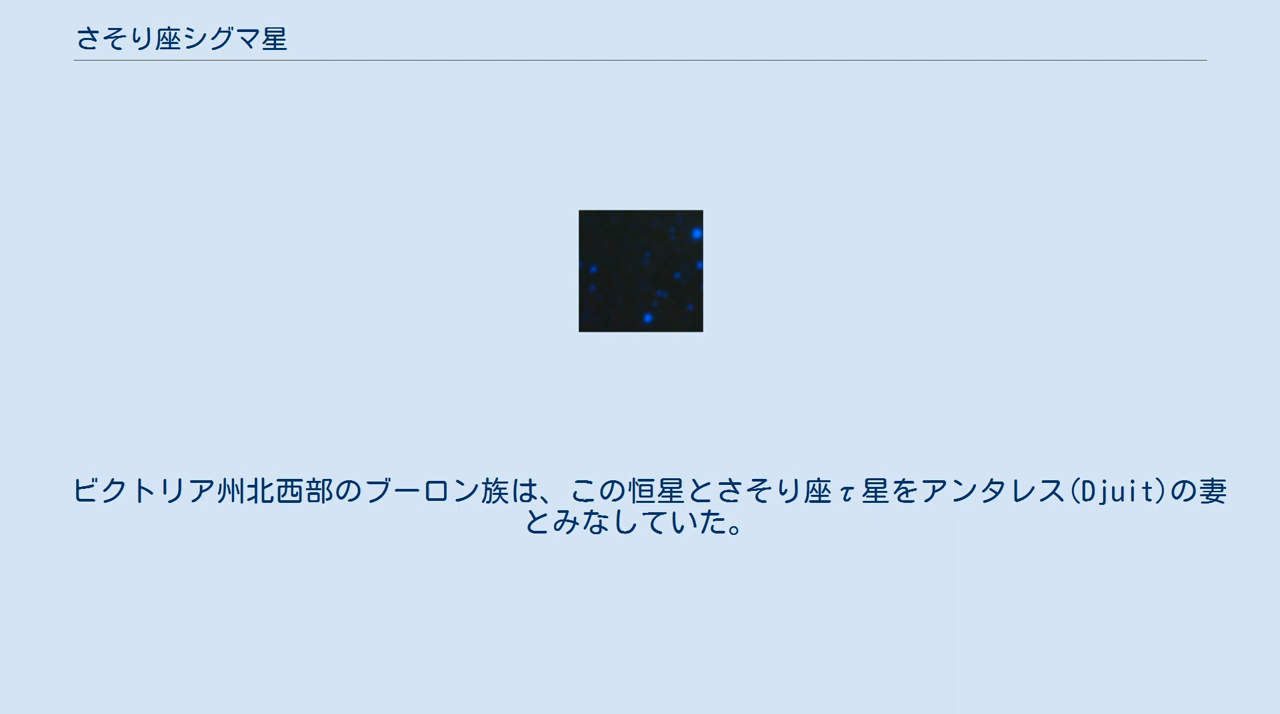 さそり座シグマ星
ビクトリア州北西部のブーロン族は、この恒星とさそり座τ星をアンタレス(Djuit)の妻
とみなしていた。